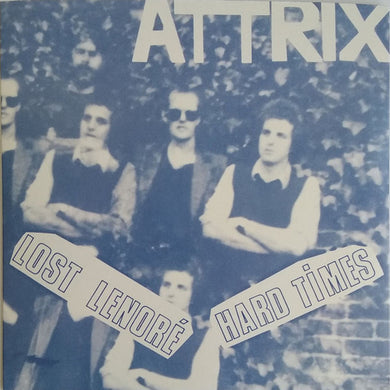 ATTRIX
LOST LENORÉ
HARD TİMES